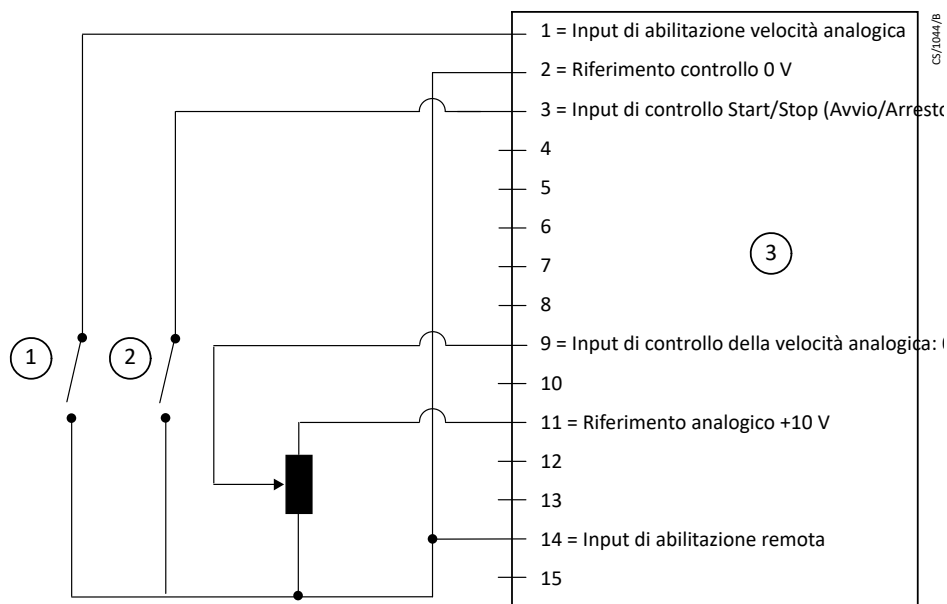 1 = Input di abilitazione velocità analogica
2 = Riferimento controllo 0 V
3 = Input di controllo Start/Stop (Avvio/Arresto
4
5
6
7
8
9 = Input di controllo della velocità analogica:
10
11 = Riferimento analogico +10 V
12
13
14 = Input di abilitazione remota
15
1
2
3
CS/1044/B